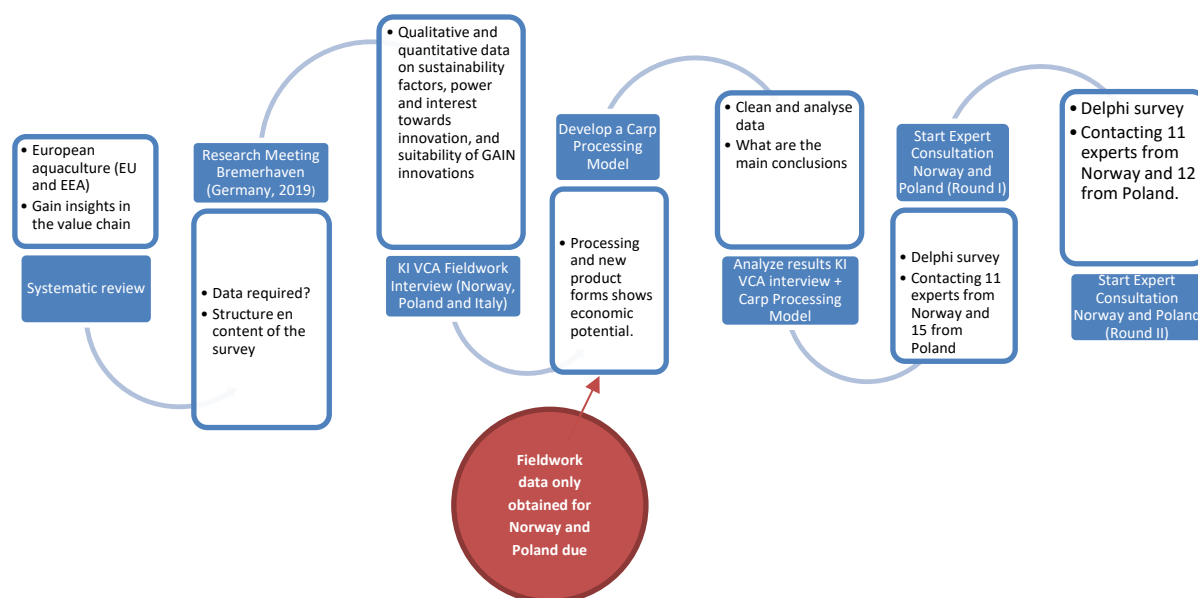 • European
aquaculture (EU
and EEA)
• Gain insights in
the value chain
Systematic review
Research Meeting
Bremerhaven
(Germany, 2019)
• Data required?
• Structure en
content of the
survey
• Qualitative and
quantitative data
on sustainability
factors, power
and interest
towards
innovation, and
suitability of GAIN
innovations
KI VCA Fieldwork
Interview (Norway,
Poland and Italy)
Develop a Carp
Processing Model
• Processing
and new
product forms
shows
economic
potential.
Fieldwork
data only
obtained for
Norway and
Poland due
• Clean and analyse
data
• What are the
main conclusions
Analyze results KI
VCA interview +
Carp Processing
Model
Start Expert
Consultation
Norway and
Poland (Round I)
• Delphi survey
• Contacting 11
experts from
Norway and
15 from
Poland
• Delphi survey
• Contacting 11
experts from
Norway and 12
from Poland.
Start Expert
Consultation
Norway and Poland
(Round II)